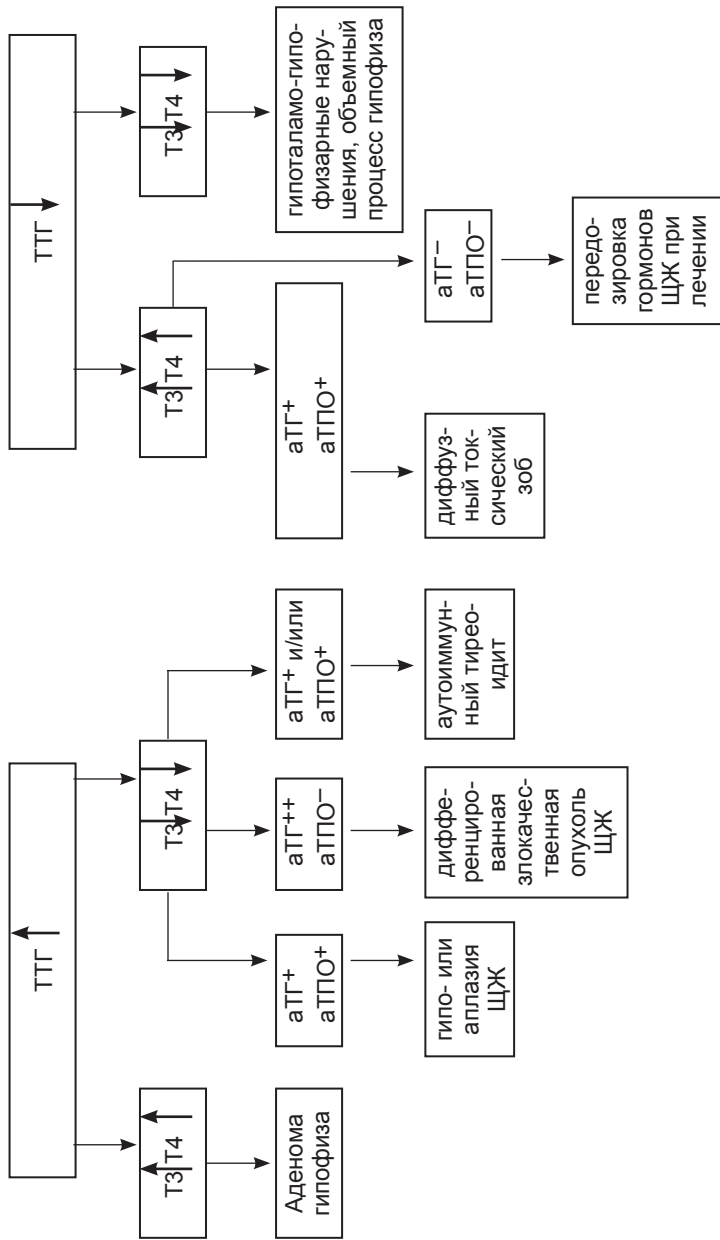 ТТГ↑
Т3↑ Т4↑
Аденома
гипофиза
Т3↓ Т4↓
аТГ+
аТПО+
гипо- или
аплазия
ЩЖ
аТГ++
аТПО−
диффе-
ренциро-
ванная
злокачес-
твенная
опухоль
ЩЖ
аТГ+ и/или
аТПО+
аутоиммун-
ный тирео-
идит
ТТГ↓
Т3↑ Т4↑
аТГ+
аТПО+
диффуз-
ный ток-
сический
зоб
аТГ−
аТПО−
передо-
зировка
гормонов
ЩЖ при
лечении
Т3↓ Т4↓
гипоталамо-гипо-
физарные нару-
шения, объемный
процесс гипофиза